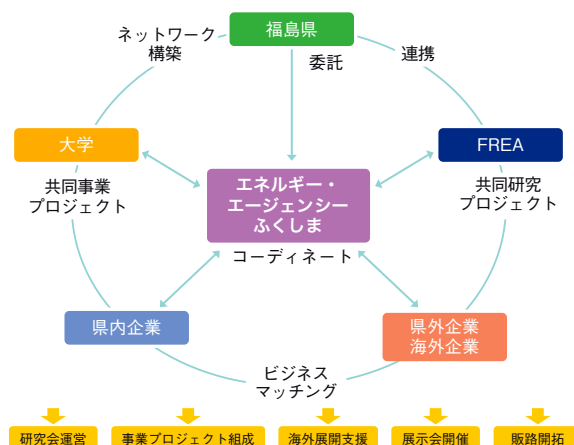 福島県
ネットワーク
構築
委託
連携
大学
FREA
共同事業
プロジェクト
エネルギー・
エージェンシー
ふくしま
共同研究
プロジェクト
コーディネート
県内企業
県外企業
海外企業
ビジネス
マッチング
研究会運営
事業プロジェクト組成
海外展開支援
展示会開催
販路開拓